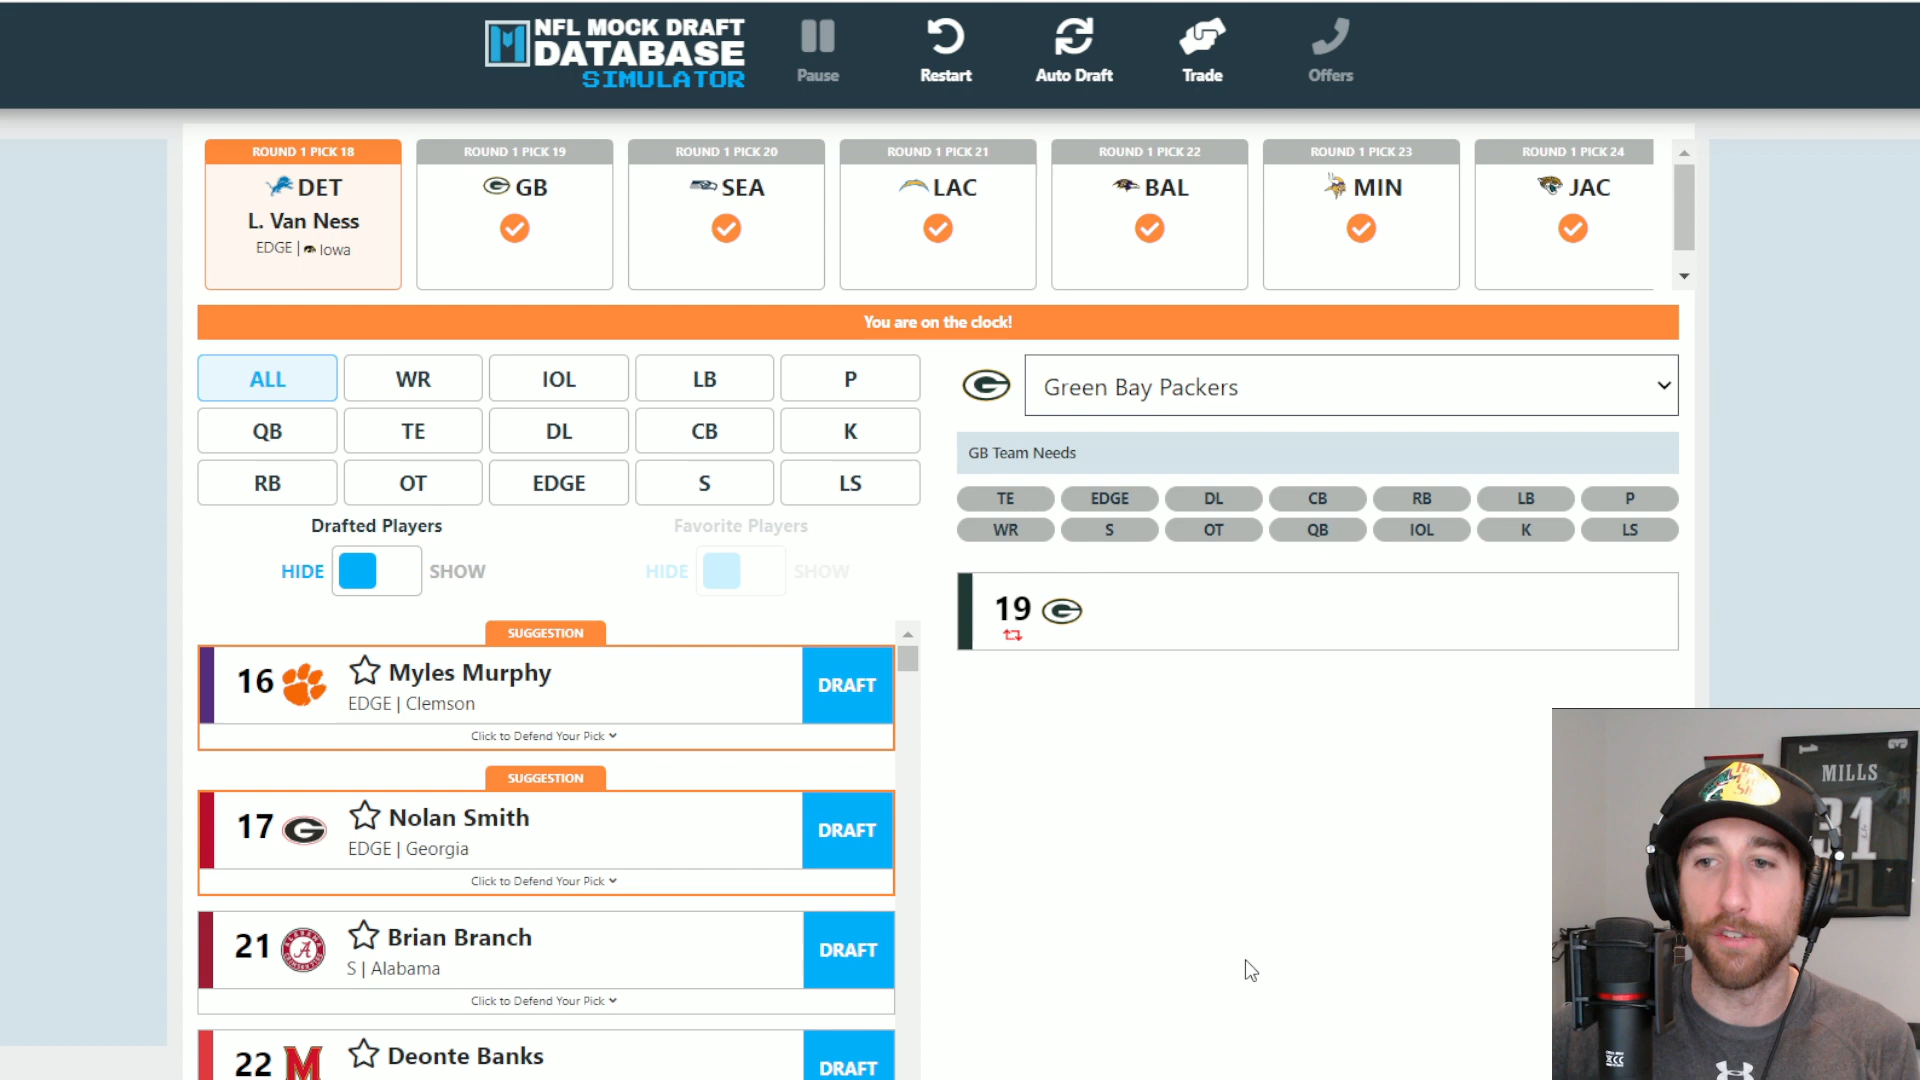 NFL MOCK DRAFT
DATABASE
SIMULATOR
Pause
Restart
Auto Draft
Trade
Offers
ROUND 1 PICK 18
DET
L. Van Ness
EDGE | Iowa
ROUND 1 PICK 19
GB
ROUND 1 PICK 20
SEA
ROUND 1 PICK 21
LAC
ROUND 1 PICK 22
BAL
ROUND 1 PICK 23
MIN
ROUND 1 PICK 24
JAC
You are on the clock!
ALL WR IOL LB P
QB TE DL CB K
RB OT EDGE S LS
Drafted Players
HIDE SHOW
Favorite Players
HIDE SHOW
Green Bay Packers
GB Team Needs
TE EDGE DL CB RB LB P
WR S OT QB IOL K LS
19
SUGGESTION
16 Myles Murphy
EDGE | Clemson
DRAFT
Click to Defend Your Pick
SUGGESTION
17 Nolan Smith
EDGE | Georgia
DRAFT
Click to Defend Your Pick
21 Brian Branch
S | Alabama
DRAFT
Click to Defend Your Pick
22 Deonte Banks
DRAFT
MILLS
31